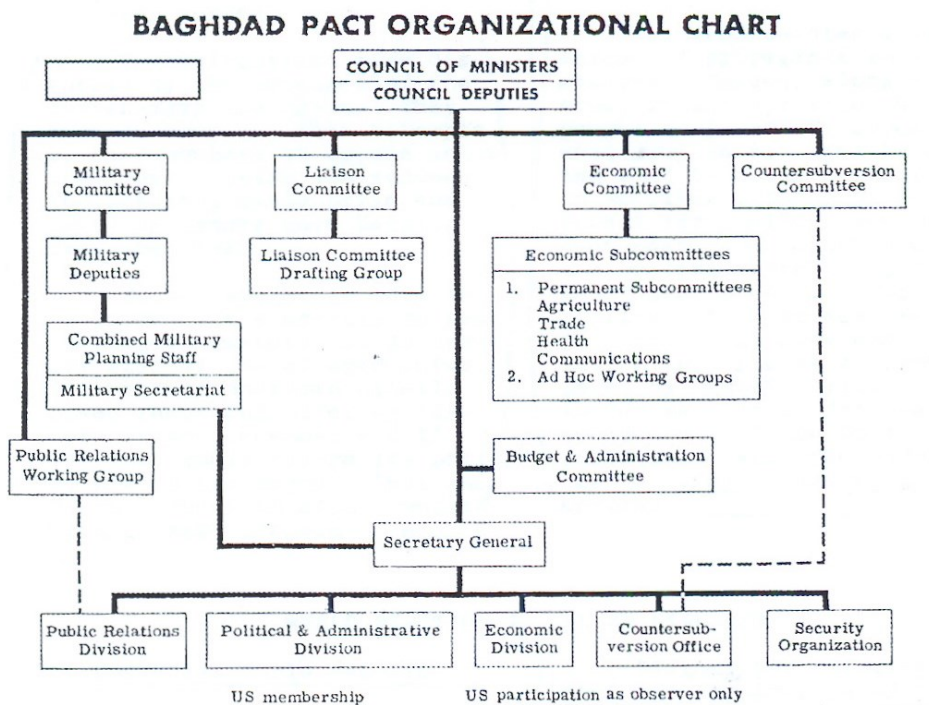 BAGHDAD PACT ORGANIZATIONAL CHART
COUNCIL OF MINISTERS
COUNCIL DEPUTIES
Military
Committee
Liaison
Committee
Economic
Committee
Countersubversion
Committee
Military
Deputies
Liaison Committee
Drafting Group
Economic Subcommittees
1. Permanent Subcommittees
Agriculture
Trade
Health
Communications
2. Ad Hoc Working Groups
Combined Military
Planning Staff
Military Secretariat
Public Relations
Working Group
Budget & Administration
Committee
Secretary General
Public Relations
Division
Political & Administrative
Division
Economic
Division
Countersub-
version Office
Security
Organization
US membership
US participation as observer only